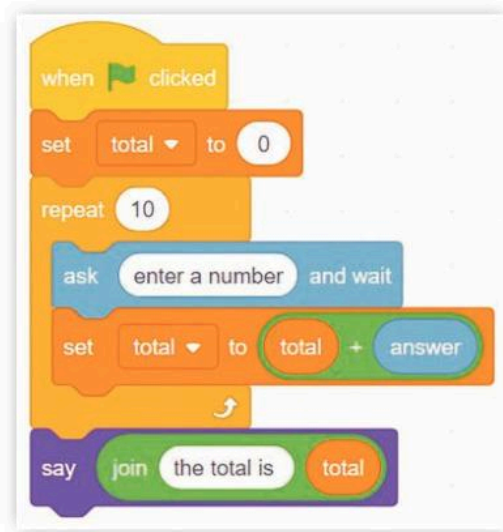 when clicked
set total to 0
repeat 10
ask enter a number and wait
set total to total + answer
say join the total is total